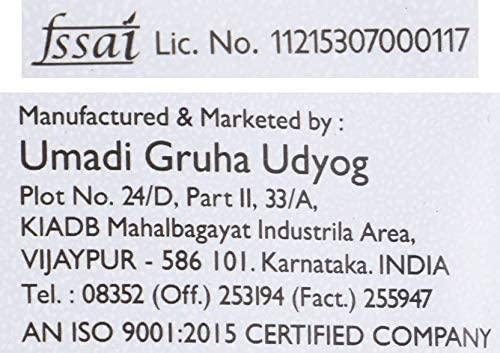 fssai Lic. No. 11215307000117
Manufactured & Marketed by :
Umadi Gruha Udyog
Plot No. 24/D, Part II, 33/A,
KIADB Mahalbagayat Industrila Area,
VIJAYPUR - 586 101. Karnataka. INDIA
Tel. : 08352 (Off.) 253194 (Fact.) 255947
AN ISO 9001:2015 CERTIFIED COMPANY